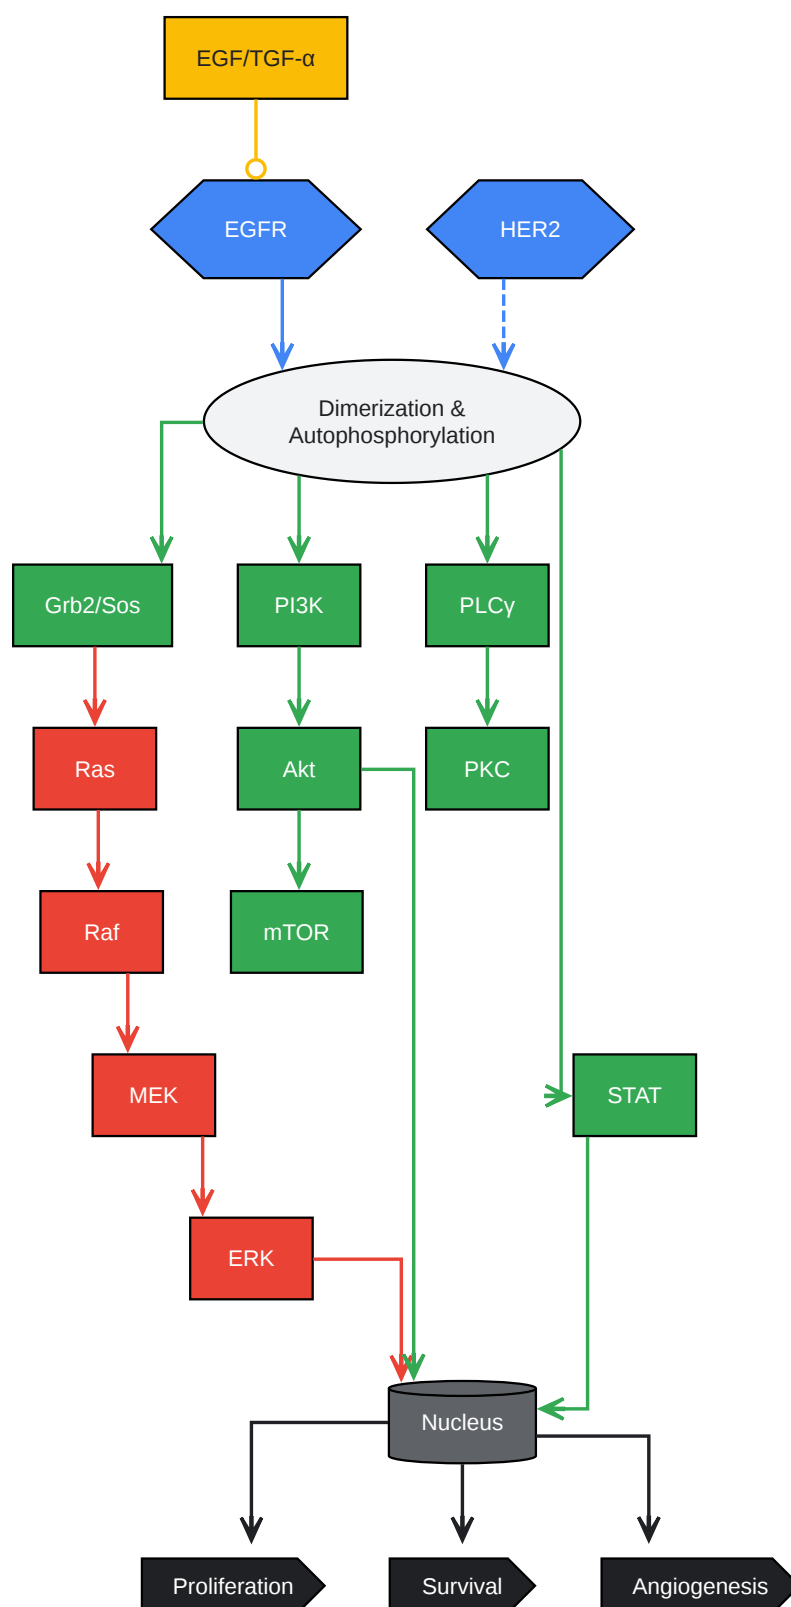 EGF/TGF-α
EGFR
HER2
Dimerization &
Autophosphorylation
Grb2/Sos
PI3K
PLCγ
Ras
Akt
PKC
Raf
mTOR
MEK
STAT
ERK
Nucleus
Proliferation
Survival
Angiogenesis